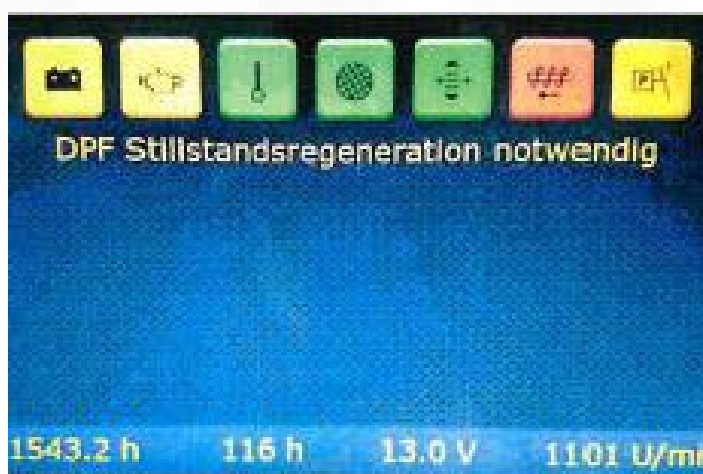 DPF Stillstandsregeneration notwendig
1543.2 h 116 h 13.0 V 1101 U/mi